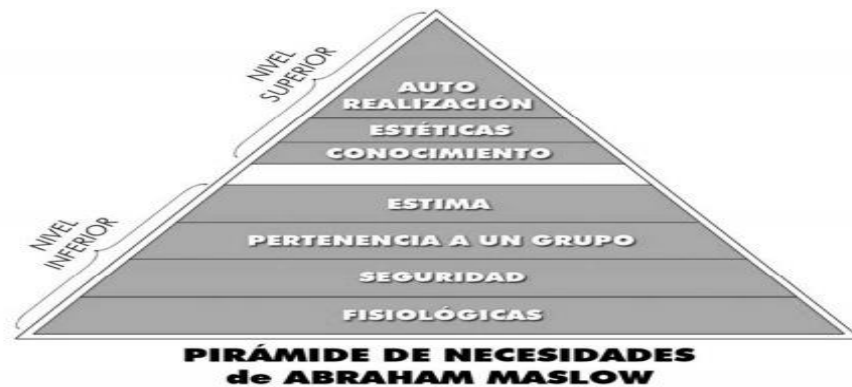 NIVEL
SUPERIOR
AUTO
REALIZACIÓN
ESTÉTICAS
CONOCIMIENTO
NIVEL
INFERIOR
ESTIMA
PERTENENCIA A UN GRUPO
SEGURIDAD
FISIOLÓGICAS
PIRÁMIDE DE NECESIDADES
de ABRAHAM MASLOW